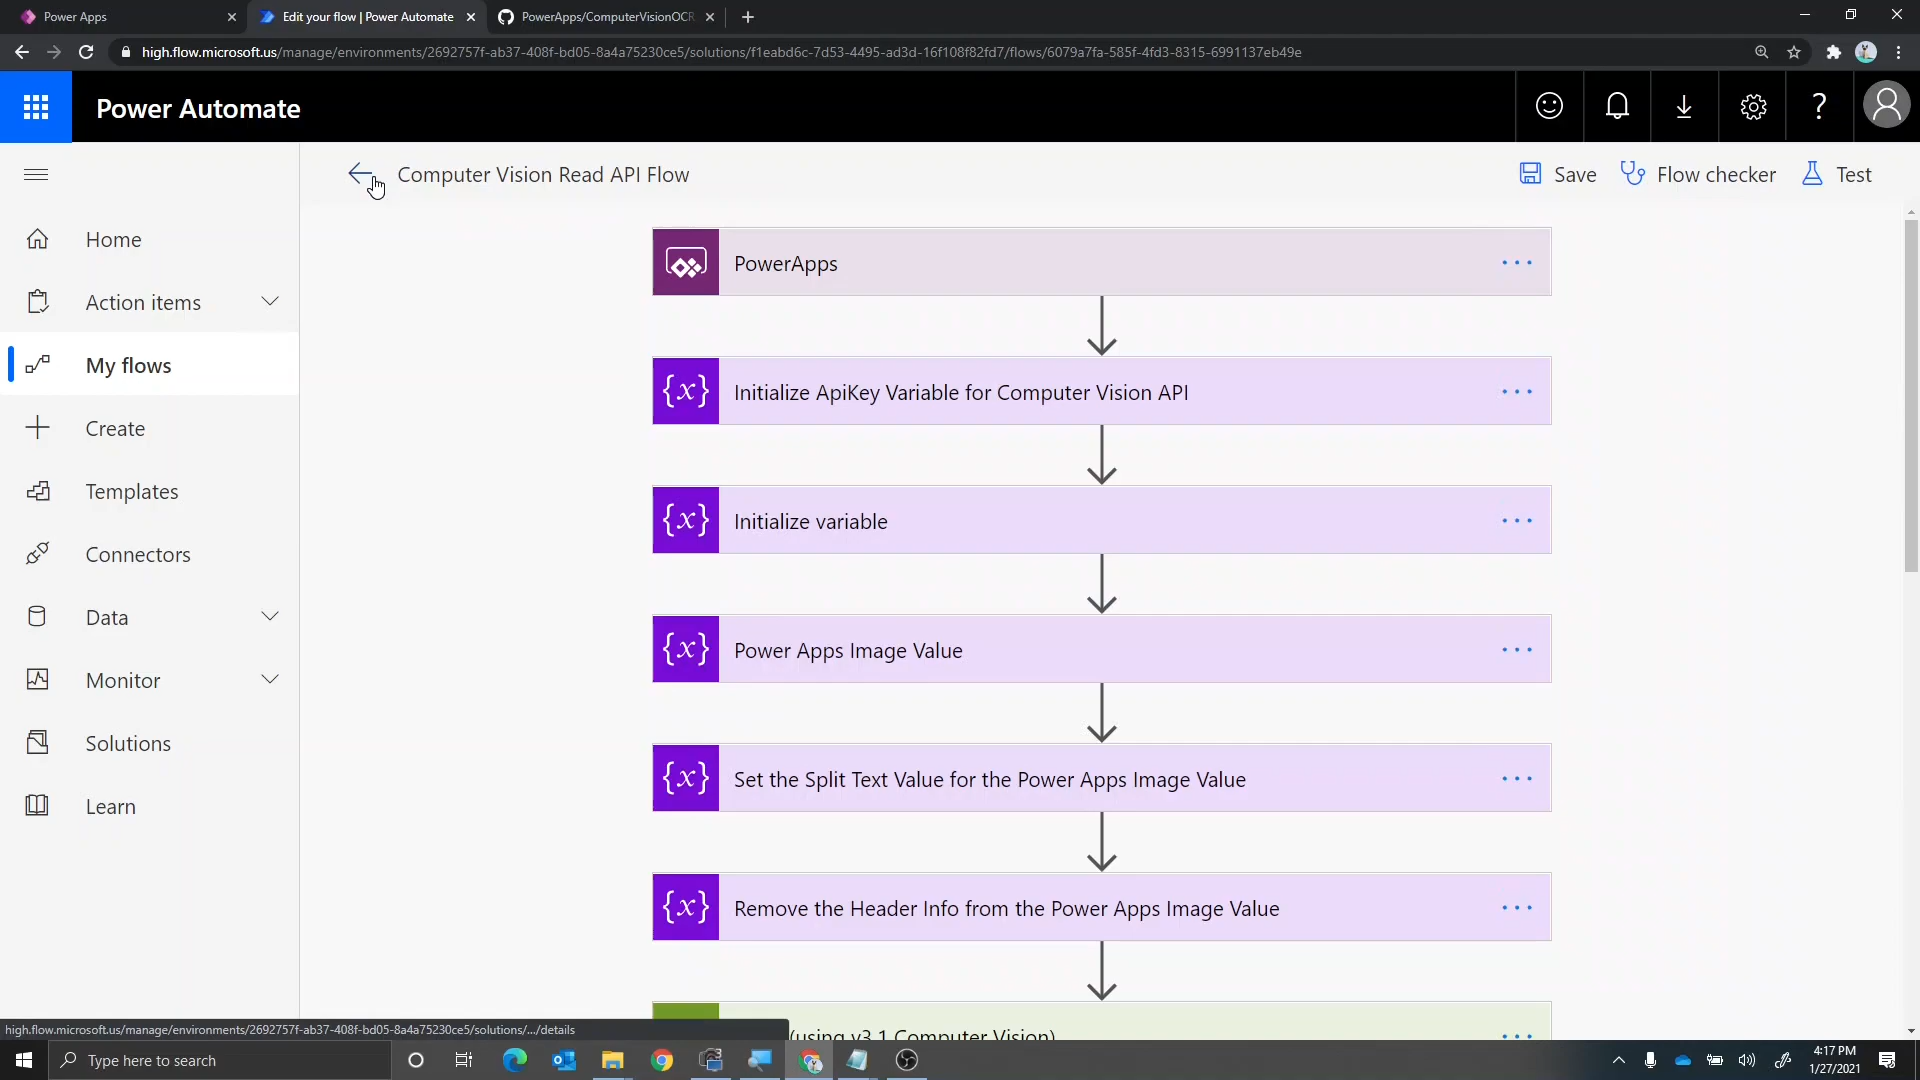 Power Apps
Edit your flow | Power Automate
PowerApps/ComputerVisionOCR
high.flow.microsoft.us/manage/environments/2692757f-ab37-408f-bd05-8a4a75230ce5/solutions/f1eabd6c-7d53-4495-ad3d-16f108f82fd7/flows/6079a7fa-585f-4fd3-8315-6991137eb49e
Power Automate
?
Computer Vision Read API Flow
Save
Flow checker
Test
Home
Action items
My flows
Create
Templates
Connectors
Data
Monitor
Solutions
Learn
PowerApps
{x} Initialize ApiKey Variable for Computer Vision API
{x} Initialize variable
{x} Power Apps Image Value
{x} Set the Split Text Value for the Power Apps Image Value
{x} Remove the Header Info from the Power Apps Image Value
(using v3.1 Computer Vision)
high.flow.microsoft.us/manage/environments/2692757f-ab37-408f-bd05-8a4a75230ce5/solutions/.../details
Type here to search
4:17 PM
1/27/2021